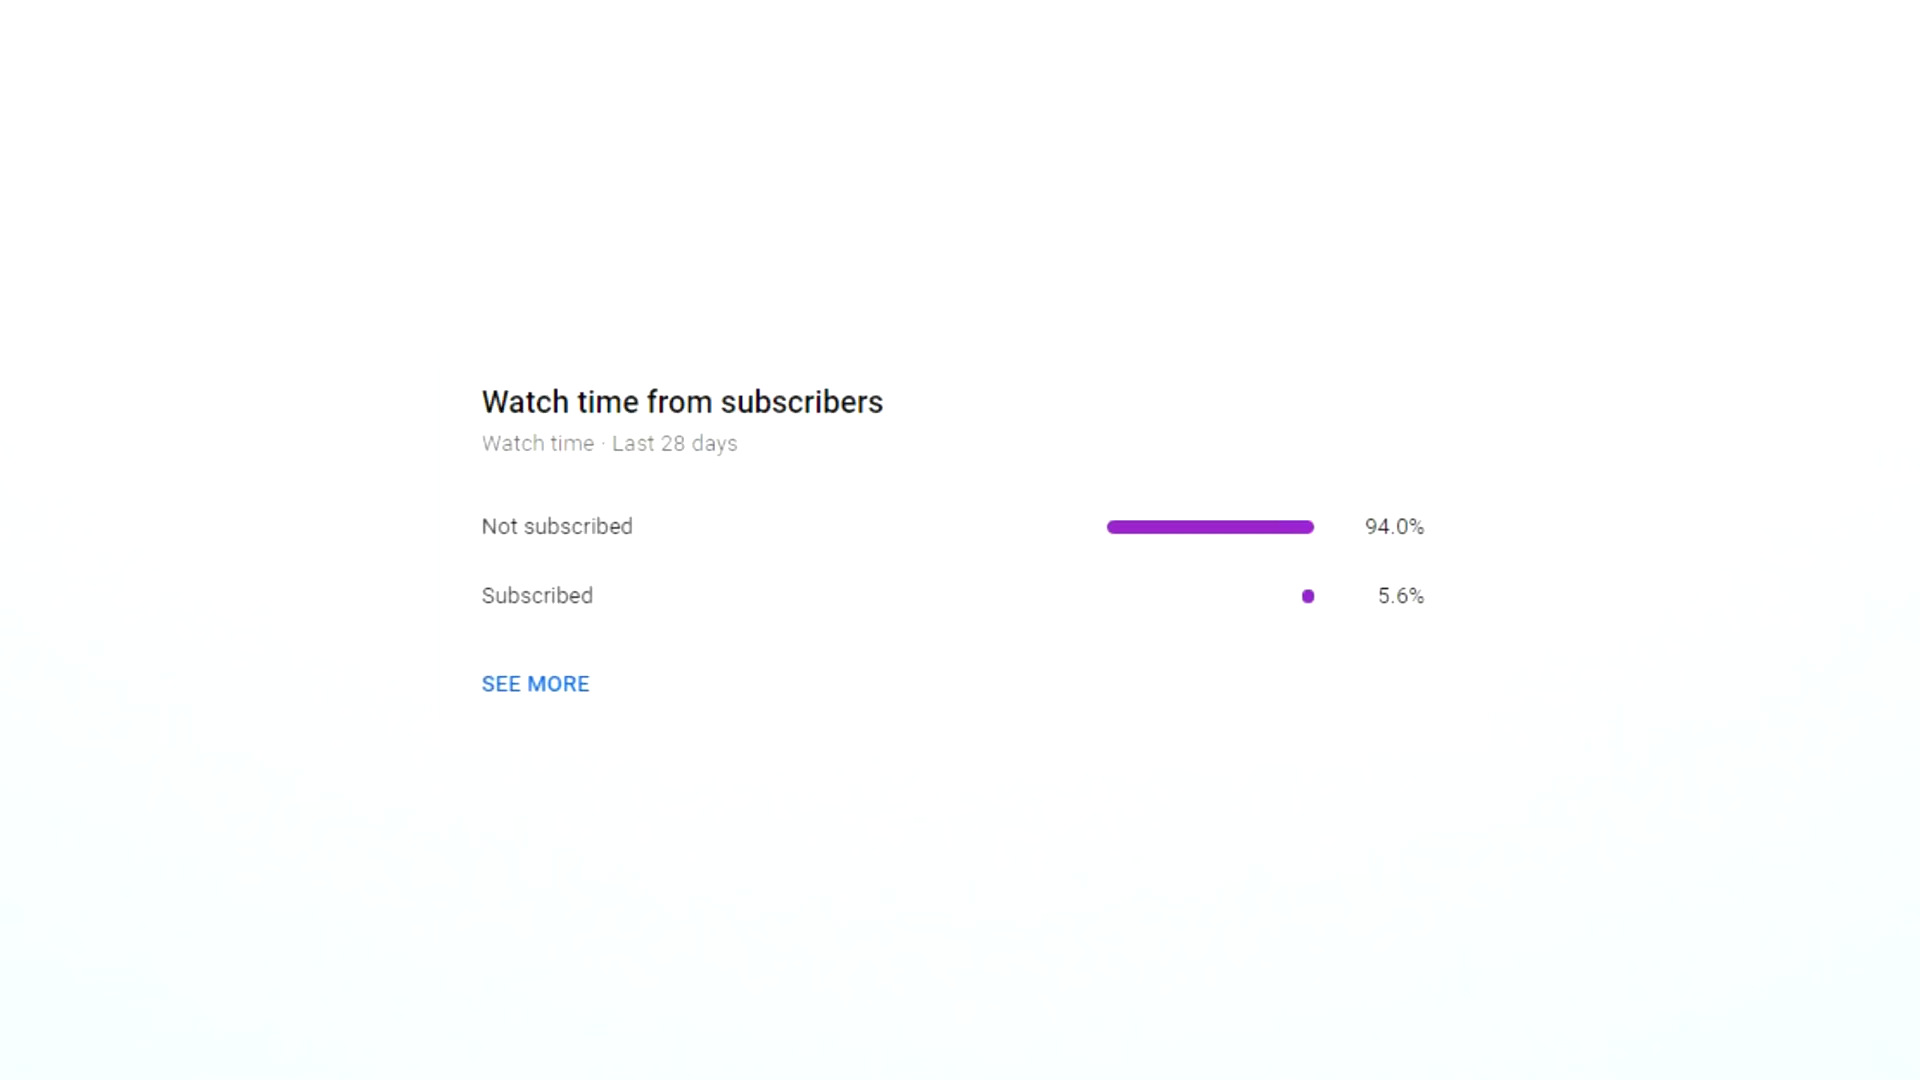 Watch time from subscribers
Watch time · Last 28 days
Not subscribed 94.0%
Subscribed 5.6%
SEE MORE